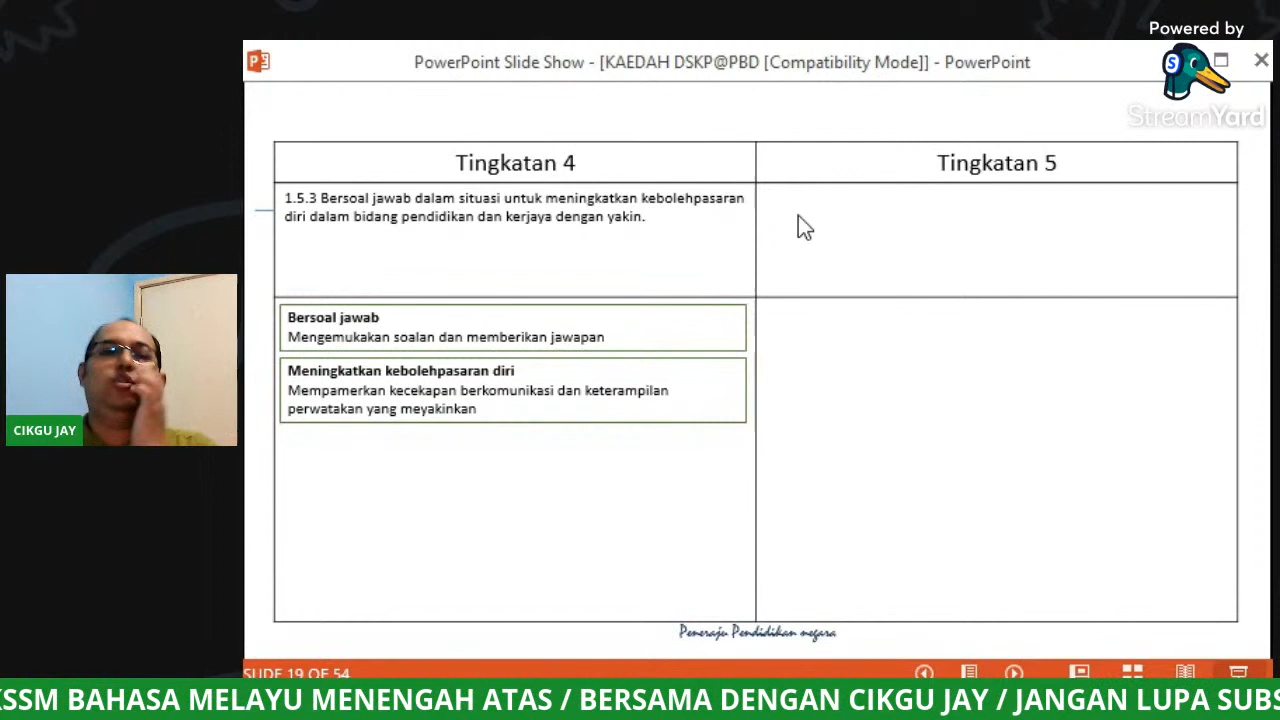 Powered by
PowerPoint Slide Show - [KAEDAH DSKP@PBD [Compatibility Mode]] - PowerPoint
StreamYard
Tingkatan 4
Tingkatan 5
1.5.3 Bersoal jawab dalam situasi untuk meningkatkan kebolehpasaran
diri dalam bidang pendidikan dan kerjaya dengan yakin.
Bersoal jawab
Mengemukakan soalan dan memberikan jawapan
Meningkatkan kebolehpasaran diri
Mempamerkan kecekapan berkomunikasi dan keterampilan
perwatakan yang meyakinkan
CIKGU JAY
Peneraju Pendidikan negara
SLIDE 19 OF 54
KSSM BAHASA MELAYU MENENGAH ATAS / BERSAMA DENGAN CIKGU JAY / JANGAN LUPA SUBS